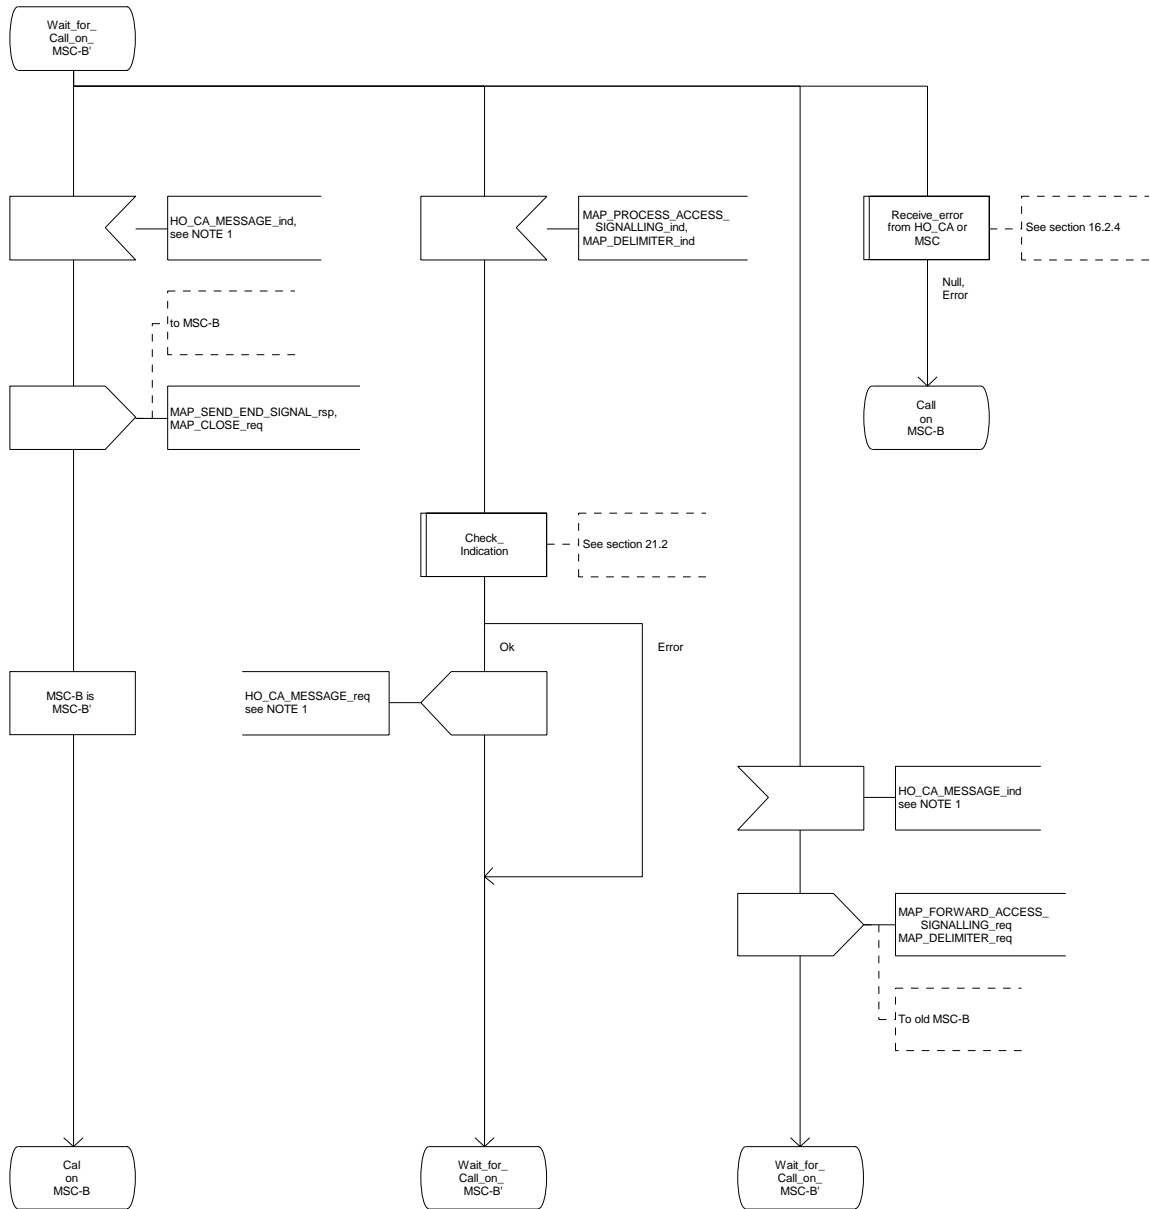 Wait_for_
Call_on_
MSC-B'
HO_CA_MESSAGE_ind,
see NOTE 1
MAP_PROCESS_ACCESS_
SIGNALLING_ind,
MAP_DELIMITER_ind
Receive_error
from HO_CA or
MSC
See section 16.2.4
Null,
Error
to MSC-B
MAP_SEND_END_SIGNAL_rsp,
MAP_CLOSE_req
Call
on
MSC-B
Check_
Indication
See section 21.2
Ok
Error
MSC-B is
MSC-B'
HO_CA_MESSAGE_req
see NOTE 1
HO_CA_MESSAGE_ind
see NOTE 1
MAP_FORWARD_ACCESS_
SIGNALLING_req
MAP_DELIMITER_req
To old MSC-B
Cal
on
MSC-B
Wait_for_
Call_on_
MSC-B'
Wait_for_
Call_on_
MSC-B'